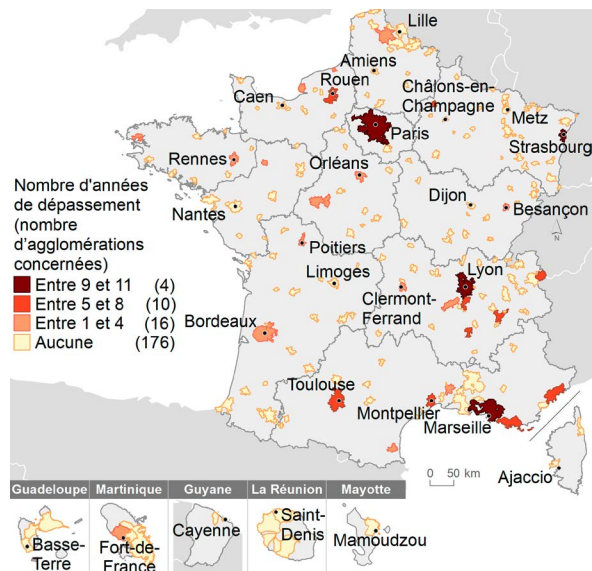 Lille
Amiens
Rouen
Châlons-en-
Champagne
Caen
Metz
Paris
Strasbourg
Rennes
Orléans
Nombre d'années
de dépassement
(nombre
d'agglomérations
concernées)
Entre 9 et 11 (4)
Entre 5 et 8 (10)
Entre 1 et 4 (16)
Aucune (176)
Nantes
Dijon
Besançon
N
Poitiers
Limoges
Lyon
Clermont-
Ferrand
Bordeaux
Toulouse
Montpellier
Marseille
0 50 km
Ajaccio
Guadeloupe
Martinique
Guyane
La Réunion
Mayotte
Basse-
Terre
Fort-de-
France
Cayenne
Saint-
Denis
Mamoudzou